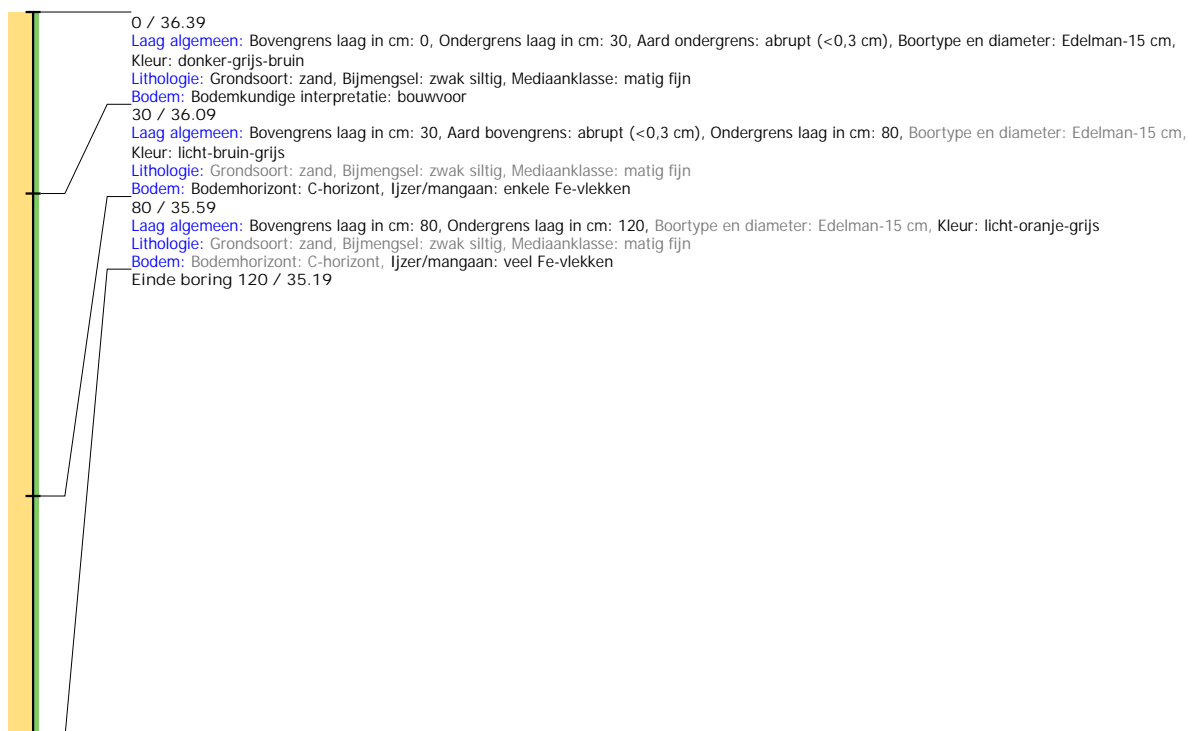 0 / 36.39
Laag algemeen: Bovengrens laag in cm: 0, Ondergrens laag in cm: 30, Aard ondergrens: abrupt (<0,3 cm), Boortype en diameter: Edelman-15 cm,
Kleur: donker-grijs-bruin
Lithologie: Grondsoort: zand, Bijmengsel: zwak siltig, Mediaanklasse: matig fijn
Bodem: Bodemkundige interpretatie: bouwvoor
30 / 36.09
Laag algemeen: Bovengrens laag in cm: 30, Aard bovengrens: abrupt (<0,3 cm), Ondergrens laag in cm: 80, Boortype en diameter: Edelman-15 cm,
Kleur: licht-bruin-grijs
Lithologie: Grondsoort: zand, Bijmengsel: zwak siltig, Mediaanklasse: matig fijn
Bodem: Bodemhorizont: C-horizont, Ijzer/mangaan: enkele Fe-vlekken
80 / 35.59
Laag algemeen: Bovengrens laag in cm: 80, Ondergrens laag in cm: 120, Boortype en diameter: Edelman-15 cm, Kleur: licht-oranje-grijs
Lithologie: Grondsoort: zand, Bijmengsel: zwak siltig, Mediaanklasse: matig fijn
Bodem: Bodemhorizont: C-horizont, Ijzer/mangaan: veel Fe-vlekken
Einde boring 120 / 35.19